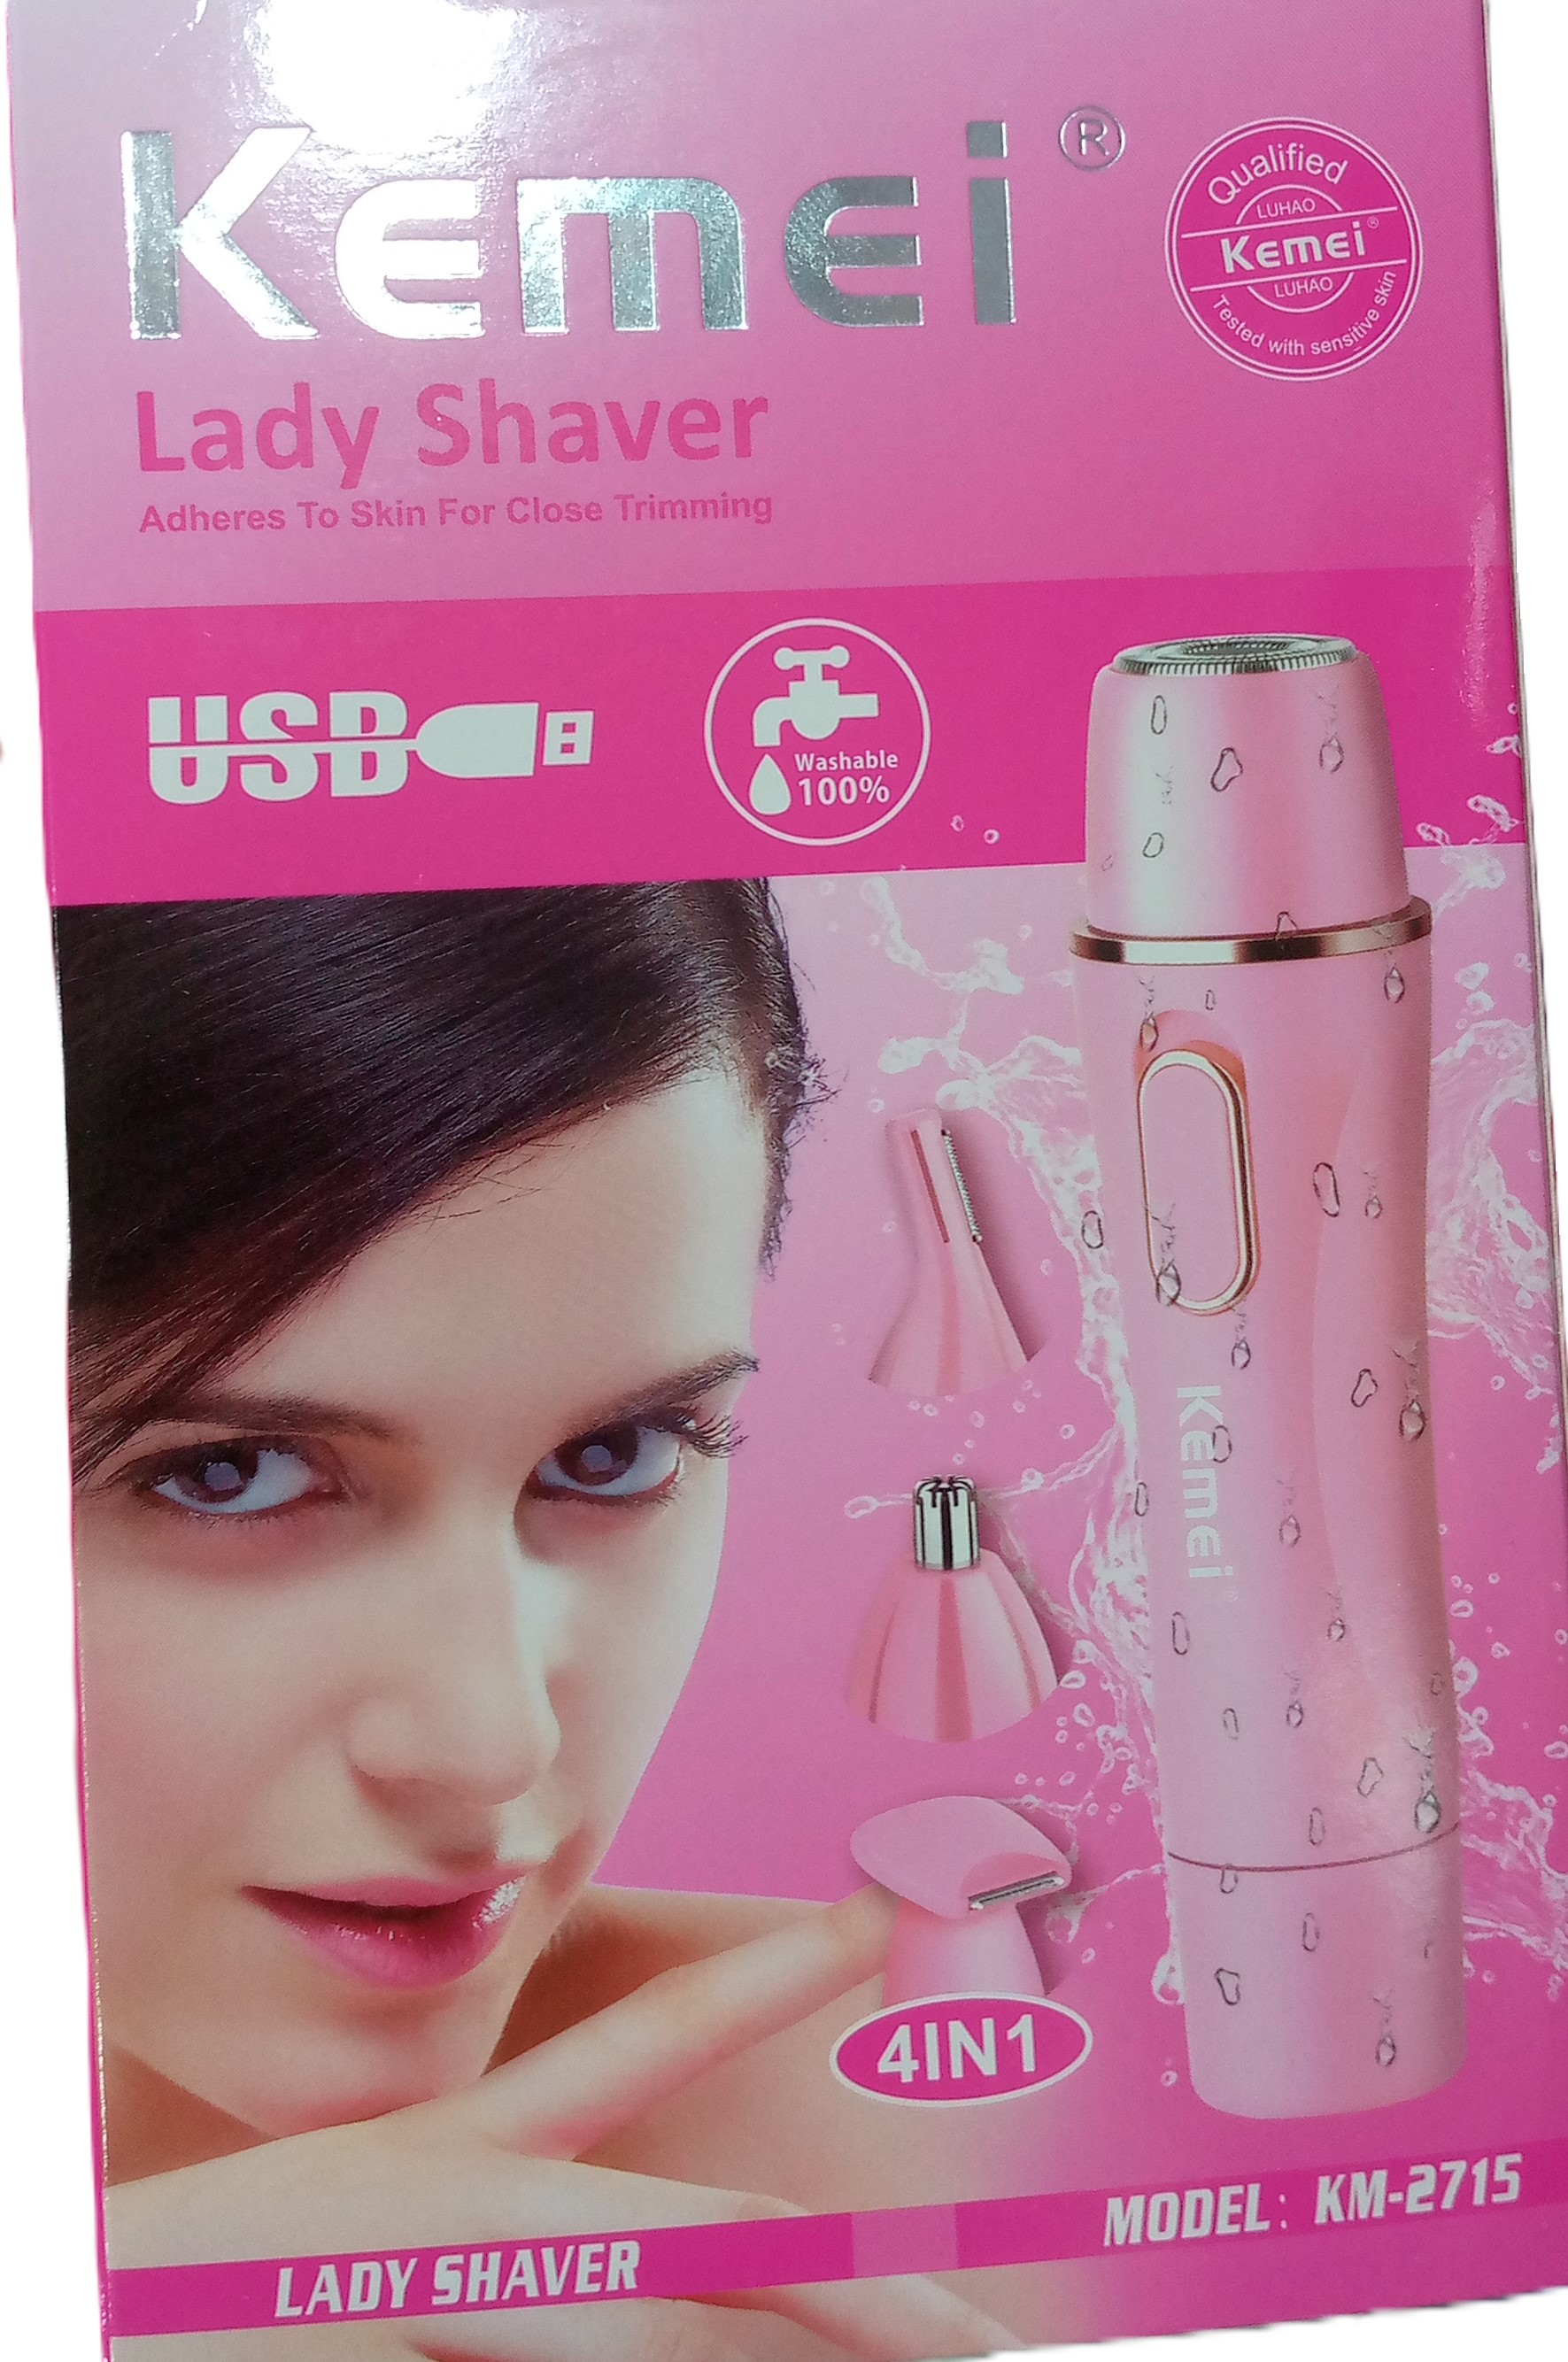 Kemei®
Qualified
LUHAO
Kemei®
LUHAO
Tested with sensitive skin
Lady Shaver
Adheres To Skin For Close Trimming
USB
Washable
100%
Kemei
4IN1
LADY SHAVER
MODEL: KM-2715